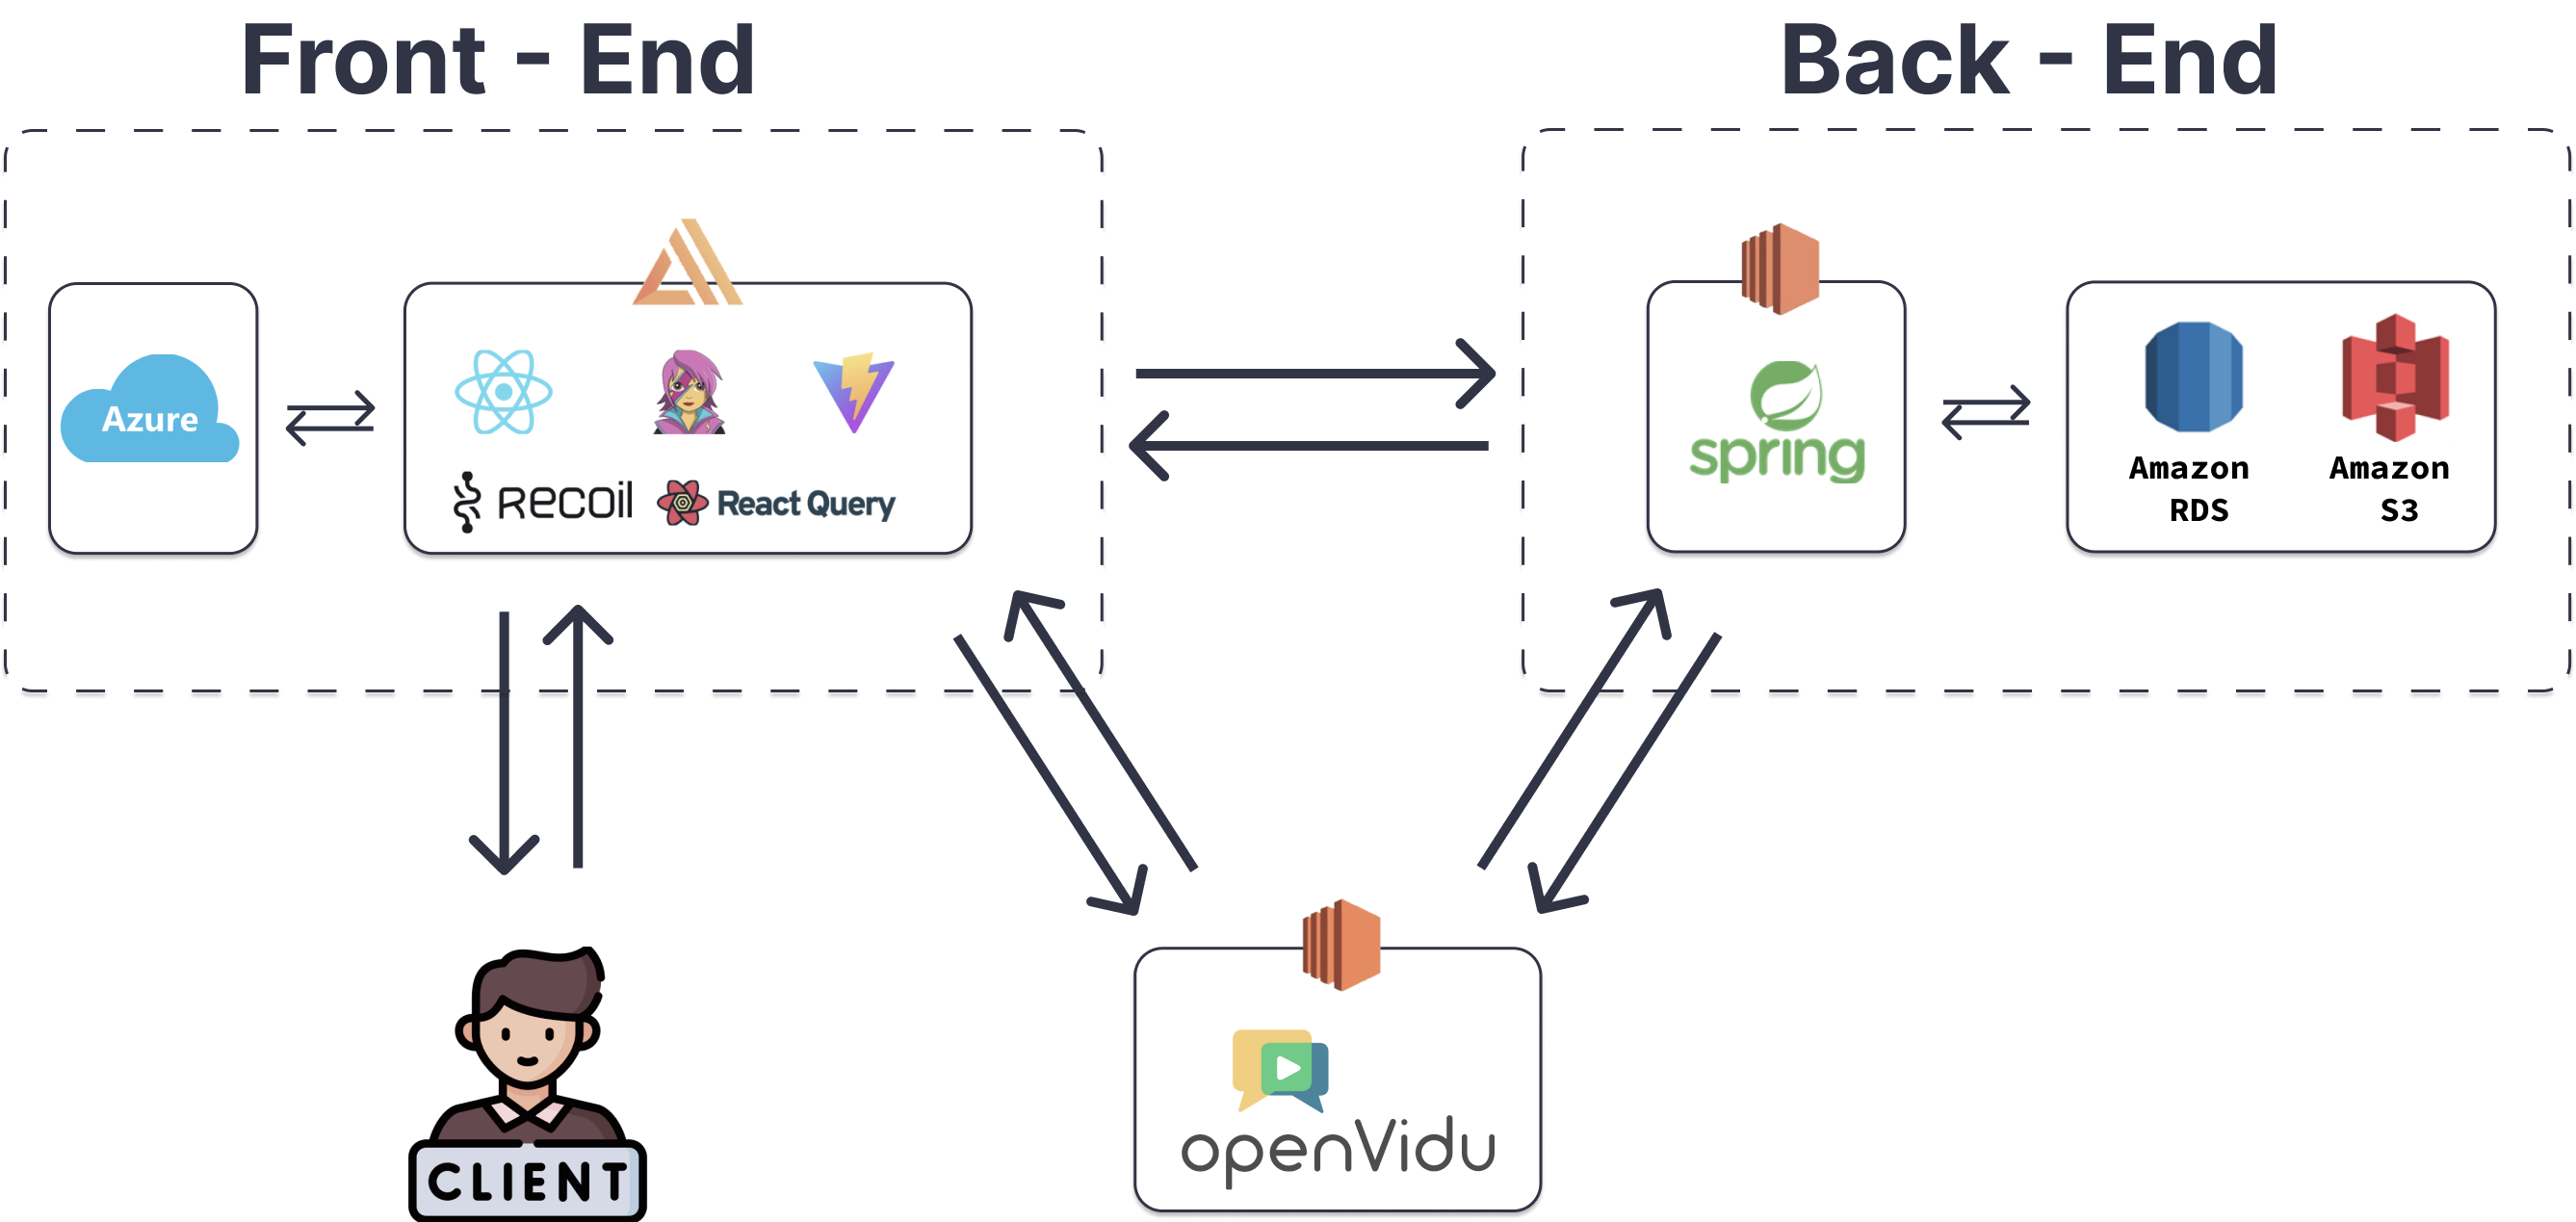 Front - End
Back - End
Azure
Recoil
React Query
spring
Amazon
RDS
Amazon
S3
openVidu
CLIENT